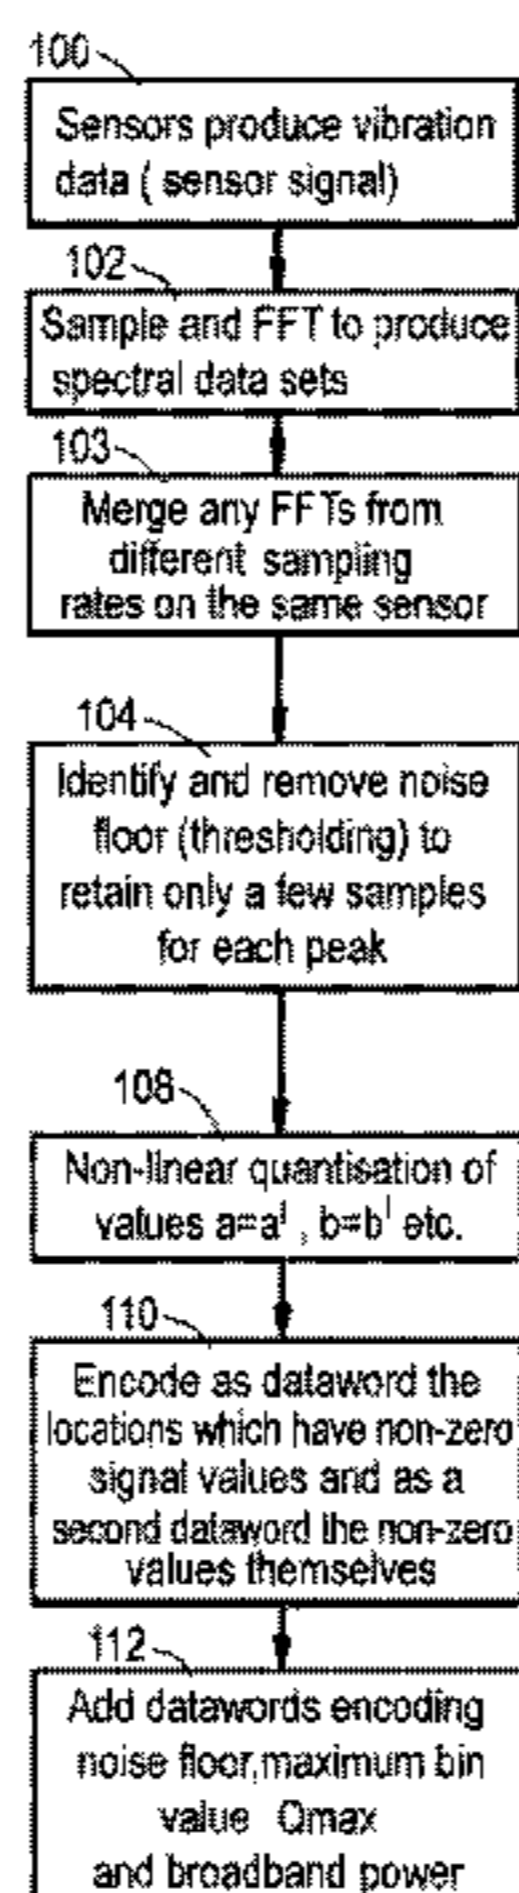 100
Sensors produce vibration
data ( sensor signal)
102
Sample and FFT to produce
spectral data sets
103
Merge any FFTs from
different sampling
rates on the same sensor
104
Identify and remove noise
floor (thresholding) to
retain only a few samples
for each peak
108
Non-linear quantisation of
values a=a' , b=b' etc.
110
Encode as dataword the
locations which have non-zero
signal values and as a
second dataword the non-zero
values themselves
112
Add datawords encoding
noise floor,maximum bin
value Qmax
and broadband power